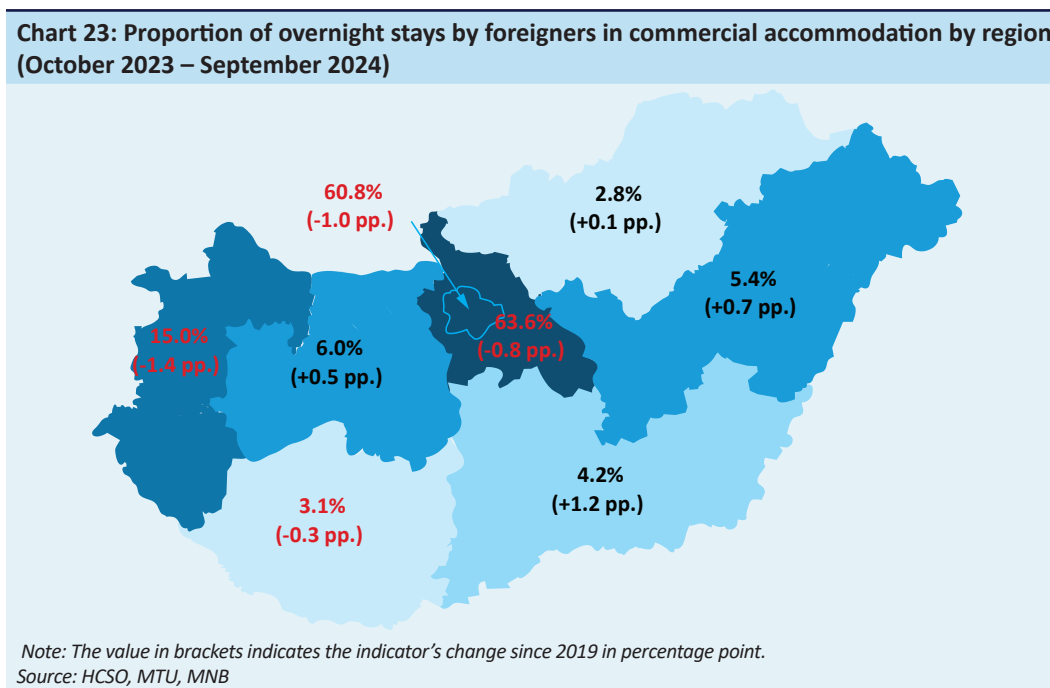 Chart 23: Proportion of overnight stays by foreigners in commercial accommodation by region
(October 2023 – September 2024)
60.8%
(-1.0 pp.)
2.8%
(+0.1 pp.)
5.4%
(+0.7 pp.)
15.0%
(-1.4 pp.)
6.0%
(+0.5 pp.)
63.6%
(-0.8 pp.)
4.2%
(+1.2 pp.)
3.1%
(-0.3 pp.)
Note: The value in brackets indicates the indicator's change since 2019 in percentage point.
Source: HCSO, MTU, MNB